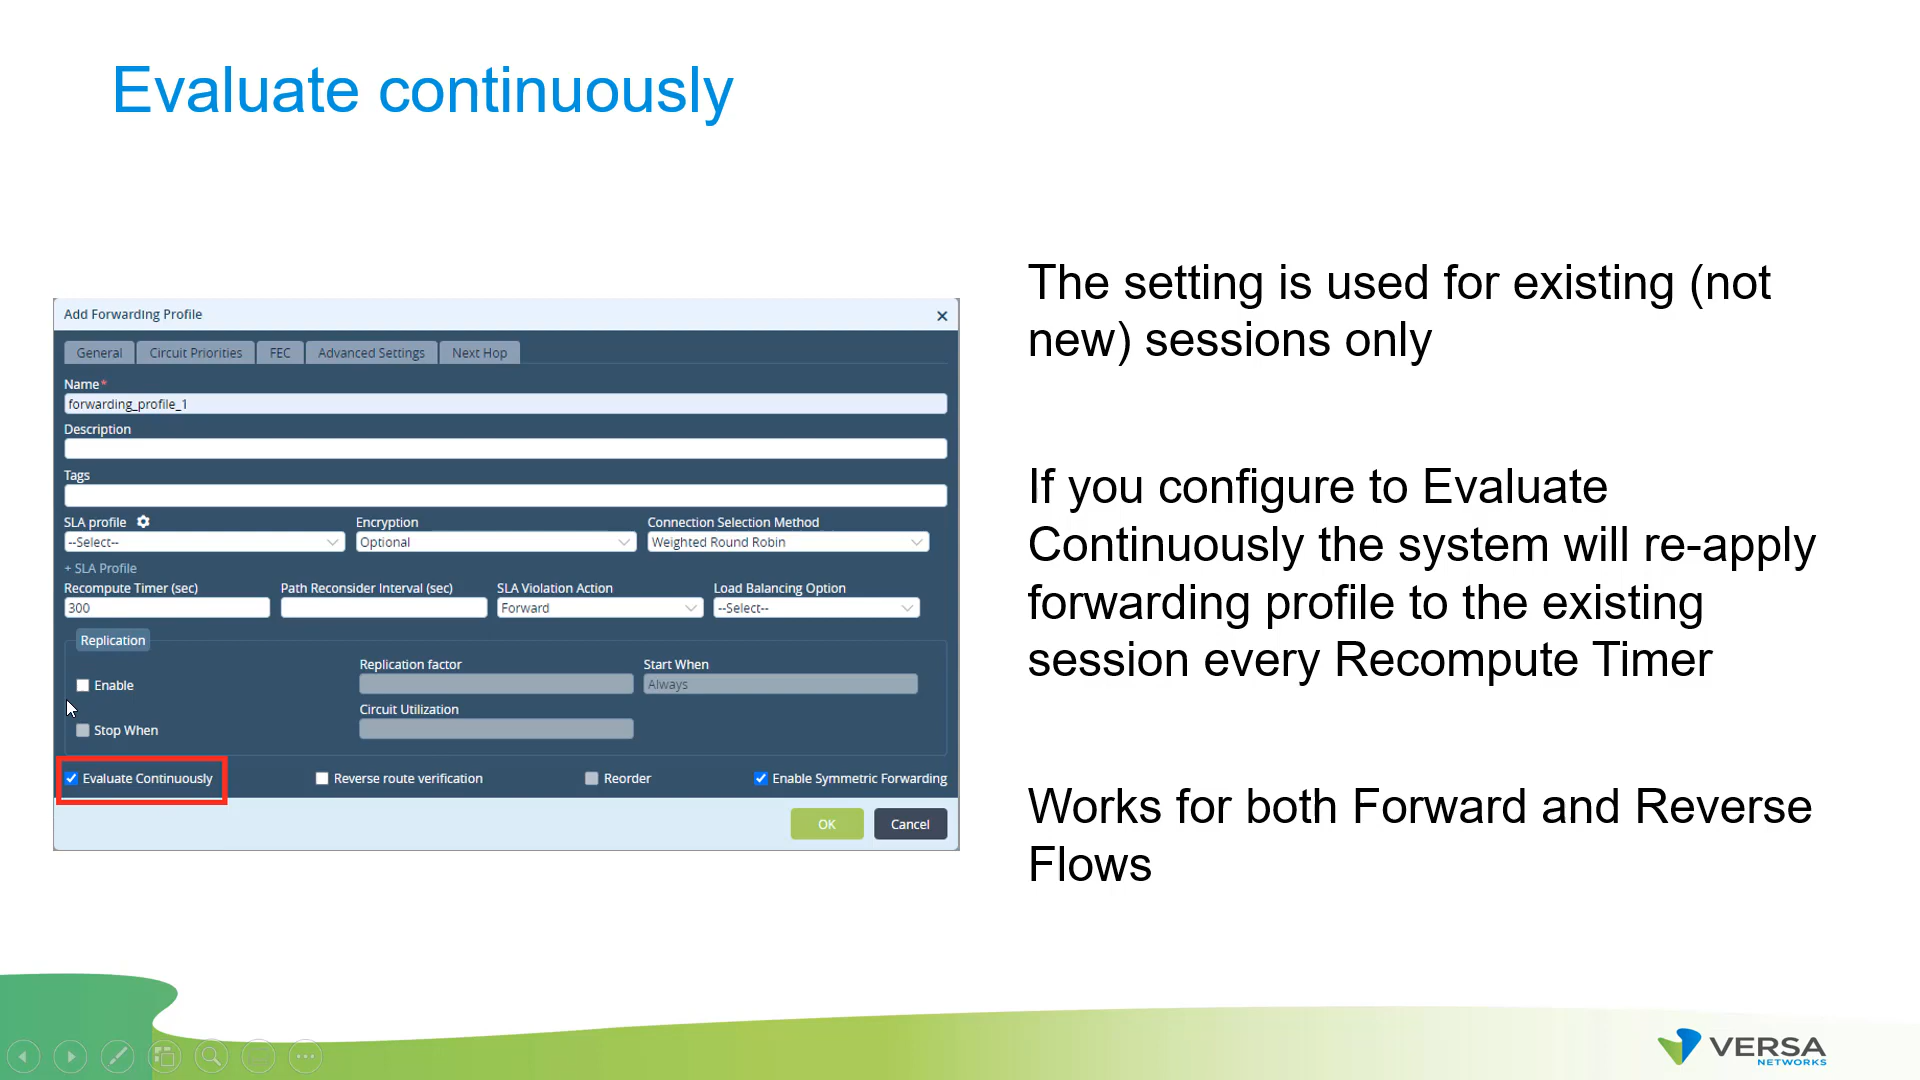 Evaluate continuously
Add Forwarding Profile
General
Circuit Priorities
FEC
Advanced Settings
Next Hop
Name*
forwarding_profile_1
Description
Tags
SLA profile
Encryption
Connection Selection Method
--Select--
Optional
Weighted Round Robin
+ SLA Profile
Recompute Timer (sec)
Path Reconsider Interval (sec)
SLA Violation Action
Load Balancing Option
300
Forward
--Select--
Replication
Replication factor
Start When
Enable
Always
Circuit Utilization
Stop When
Evaluate Continuously
Reverse route verification
Reorder
Enable Symmetric Forwarding
OK
Cancel
The setting is used for existing (not
new) sessions only
If you configure to Evaluate
Continuously the system will re-apply
forwarding profile to the existing
session every Recompute Timer
Works for both Forward and Reverse
Flows
VERSA
NETWORKS